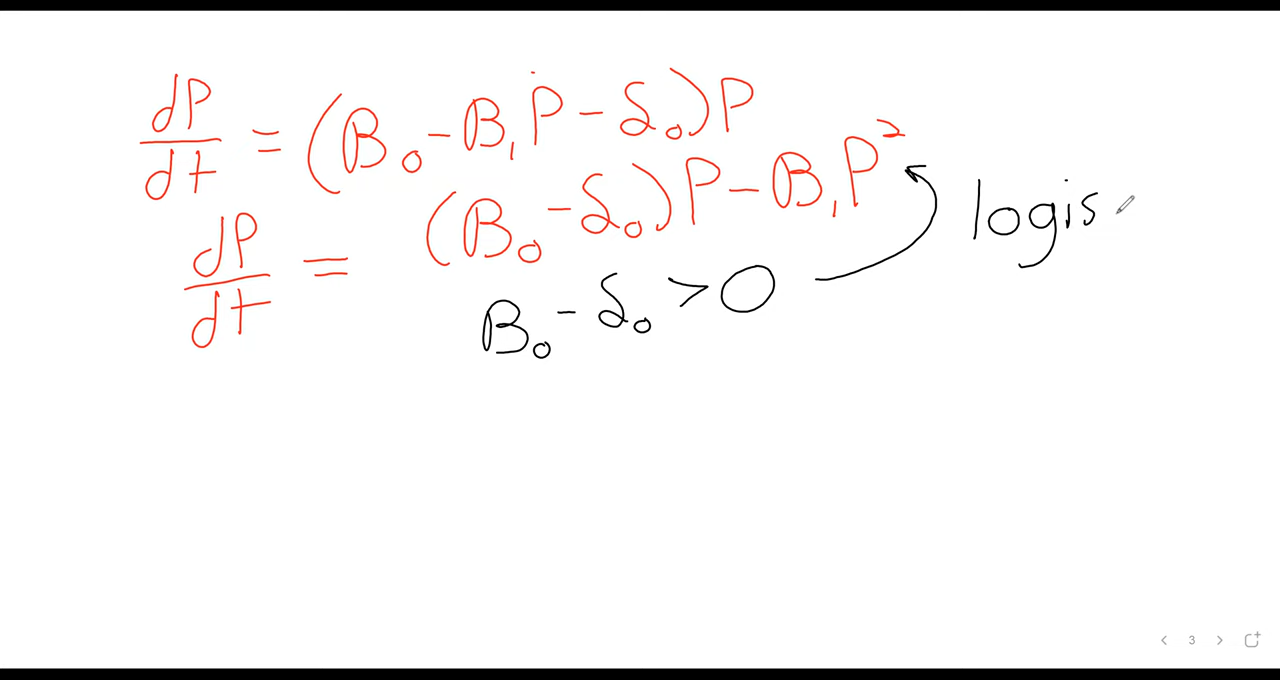 dP/dt = (B₀ - B₁P - δ₀)P
dP/dt = (B₀ - δ₀)P - B₁P²
B₀ - δ₀ > 0
logis
3